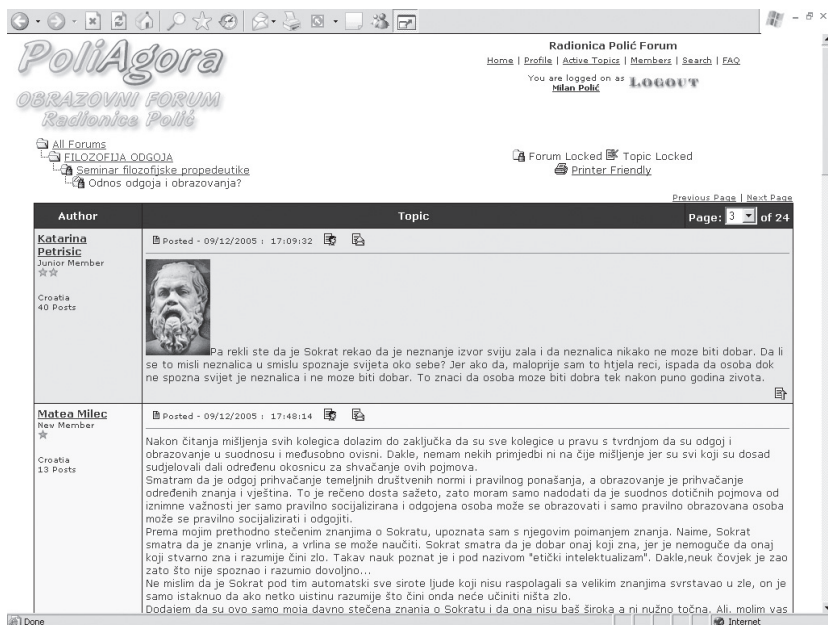 PoliAgora
OBRAZOVNI FORUM
Radionice Polić
Radionica Polić Forum
Home | Profile | Active Topics | Members | Search | FAQ
You are logged on as
Milan Polić
LOGOUT
All Forums
FILOZOFIJA ODGOJA
Seminar filozofijske propedeutike
Odnos odgoja i obrazovanja?
Forum Locked Topic Locked
Printer Friendly
Previous Page | Next Page
Author Topic Page: 3 of 24
Katarina
Petrisic
Junior Member
Croatia
40 Posts
Posted - 09/12/2005 : 17:09:32
Pa rekli ste da je Sokrat rekao da je neznanje izvor sviju zala i da neznalica nikako ne moze biti dobar. Da li
se to misli neznalica u smislu spoznaje svijeta oko sebe? Jer ako da, maloprije sam to htjela reci, ispada da osoba dok
ne spozna svijet je neznalica i ne moze biti dobar. To znaci da osoba moze biti dobra tek nakon puno godina zivota.
Matea Milec
New Member
Croatia
13 Posts
Posted - 09/12/2005 : 17:48:14
Nakon čitanja mišljenja svih kolegica dolazim do zaključka da su sve kolegice u pravu s tvrdnjom da su odgoj i
obrazovanje u suodnosu i međusobno ovisni. Dakle, nemam nekih primjedbi ni na čije mišljenje jer su svi koji su dosad
sudjelovali dali određenu okosnicu za shvačanje ovih pojmova.
Smatram da je odgoj prihvačanje temeljnih društvenih normi i pravilnog ponašanja, a obrazovanje je prihvačanje
određenih znanja i vještina. To je rečeno dosta sažeto, zato moram samo nadodati da je suodnos dotičnih pojmova od
iznimne važnosti jer samo pravilno socijalizirana i odgojena osoba može se obrazovati i samo pravilno obrazovana osoba
može se pravilno socijalizirati i odgojiti.
Prema mojim prethodno stečenim znanjima o Sokratu, upoznata sam s njegovim poimanjem znanja. Naime, Sokrat
smatra da je znanje vrlina, a vrlina se može naučiti. Sokrat smatra da je dobar onaj koji zna, jer je nemoguče da onaj
koji stvarno zna i razumije čini zlo. Takav nauk poznat je i pod nazivom "etički intelektualizam". Dakle,neuk čovjek je zao
zato što nije spoznao i razumio dovoljno...
Ne mislim da je Sokrat pod tim automatski sve sirote ljude koji nisu raspolagali sa velikim znanjima svrstavao u zle, on je
samo istaknuo da ako netko uistinu razumije što čini onda neće učiniti ništa zlo.
Dodajem da su ovo samo moja davno stečena znanja o Sokratu i da ona nisu baš široka a ni nužno točna. Ali, molim vas
Done Internet